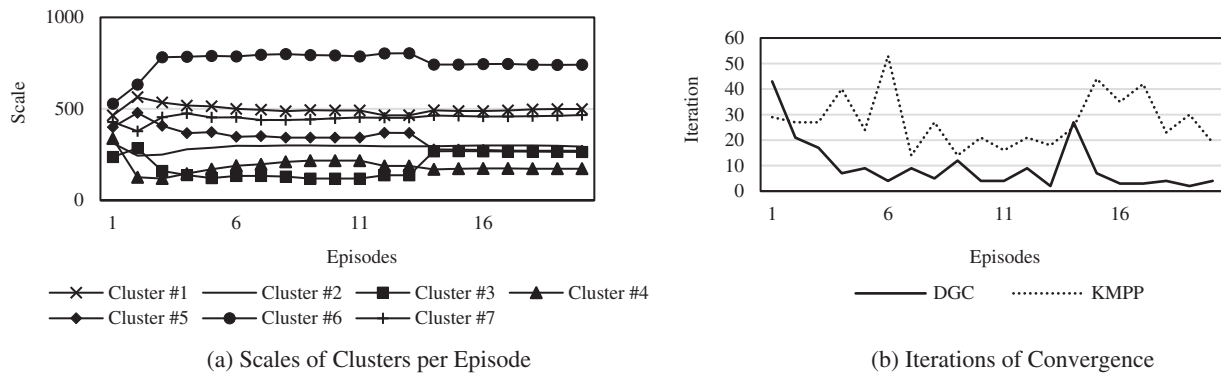 1000
500
0
Scale
1 6 11 16
Episodes
Cluster #1 Cluster #2 Cluster #3 Cluster #4
Cluster #5 Cluster #6 Cluster #7
(a) Scales of Clusters per Episode
60
50
40
30
20
10
0
Iteration
1 6 11 16
Episodes
DGC KMPP
(b) Iterations of Convergence